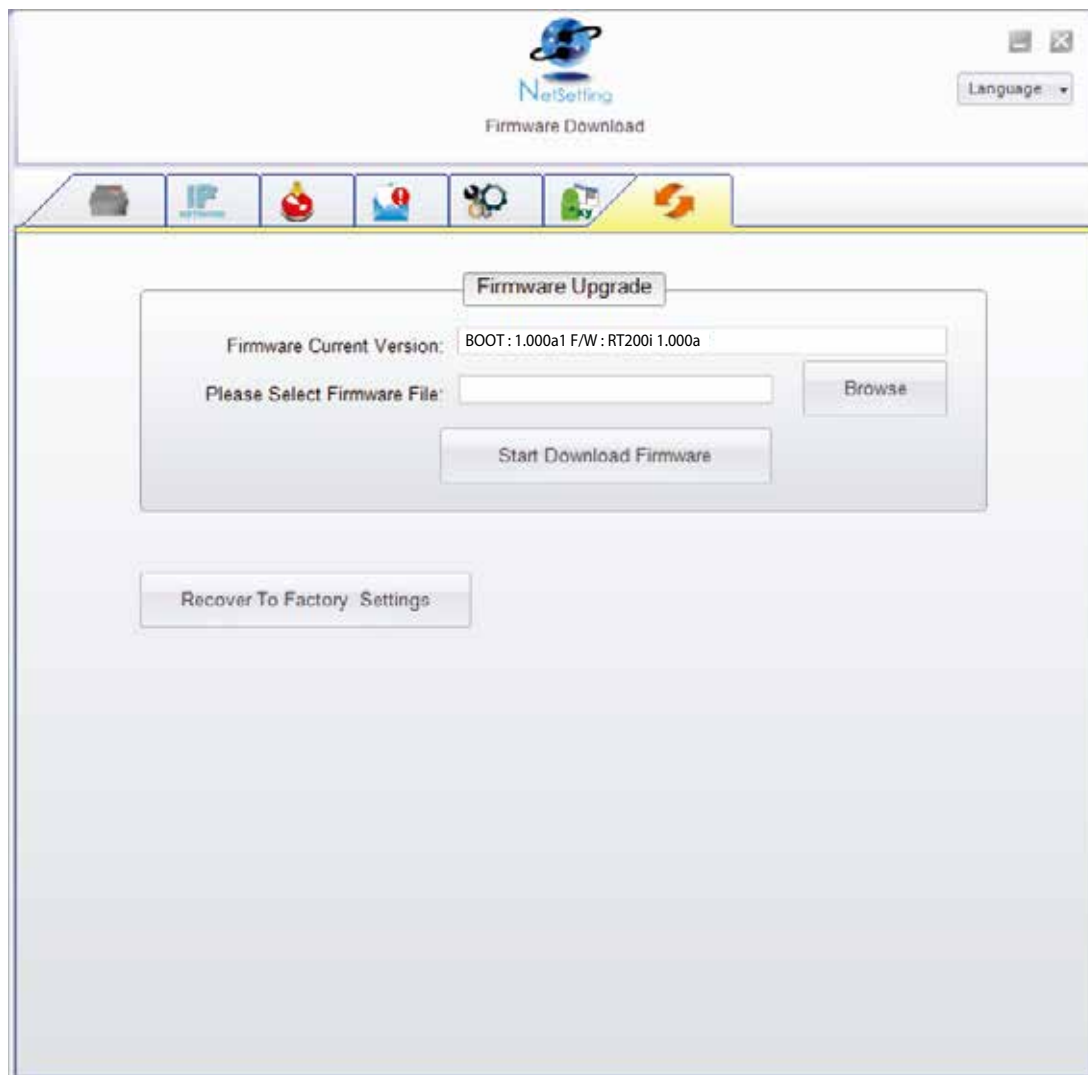 NetSetting
Language
Firmware Download
IP
Firmware Upgrade
Firmware Current Version: BOOT : 1.000a1 F/W : RT200i 1.000a
Please Select Firmware File: Browse
Start Download Firmware
Recover To Factory Settings